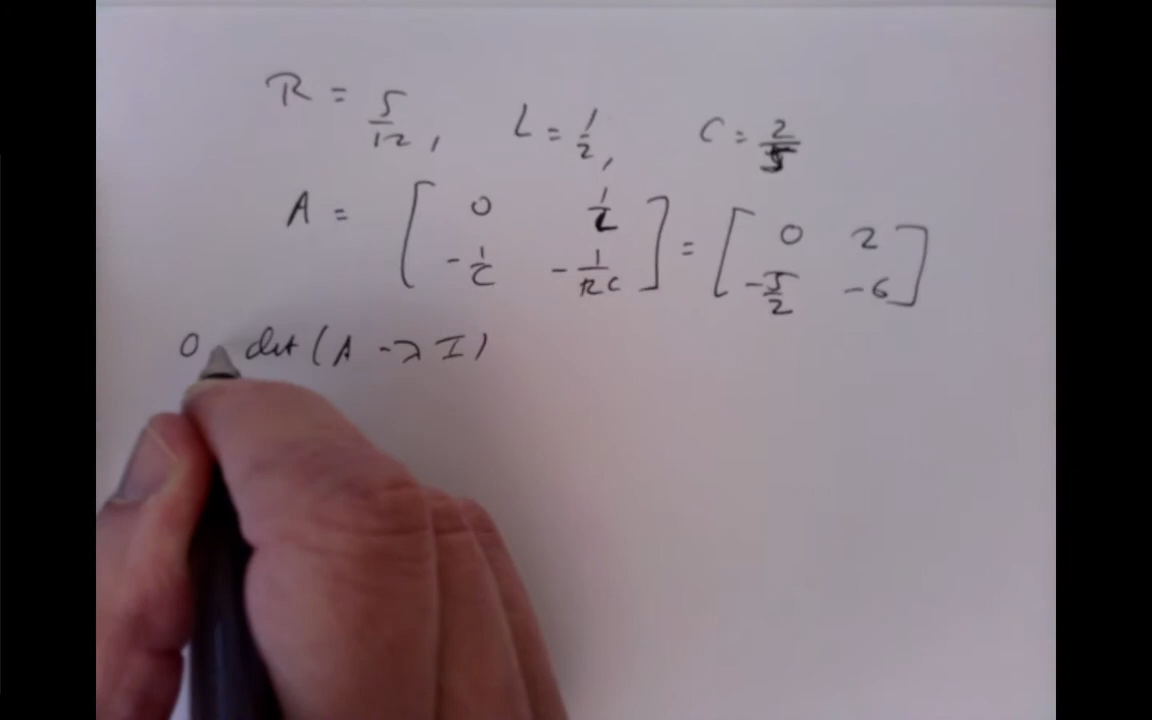 R = 5/12, L = 1/2, C = 2/5
A = [ 0 1/L ; -1/C -1/RC ] = [ 0 2 ; -5/2 -6 ]
0 det(A - λI)